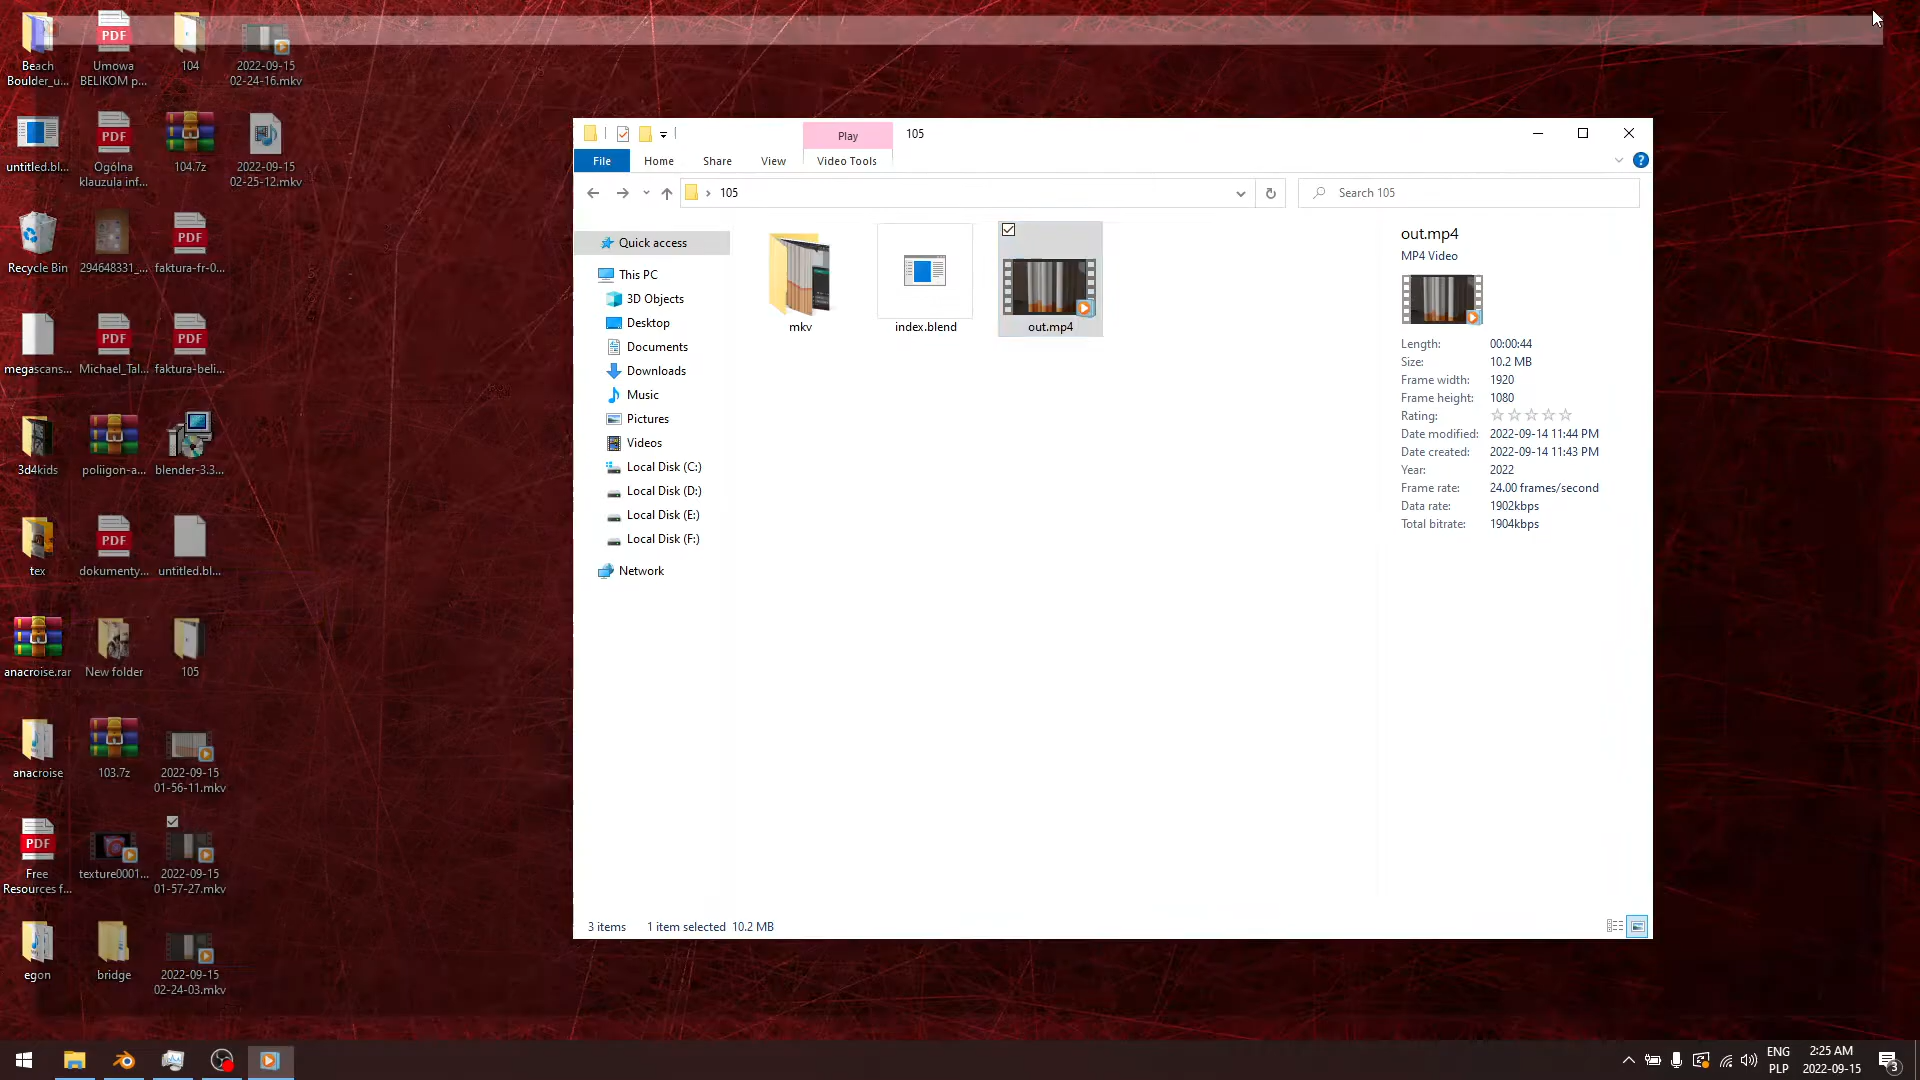 Beach
Boulder_u...
PDF
Umowa
BELIKOM p...
104
2022-09-15
02-24-16.mkv
untitled.bl...
PDF
Ogólna
klauzula inf...
104.7z
2022-09-15
02-25-12.mkv
Recycle Bin
294648331_...
PDF
faktura-fr-0...
megascans...
PDF
Michael_Tal...
PDF
faktura-beli...
3d4kids
poliigon-a...
blender-3.3...
tex
PDF
dokumenty...
untitled.bl...
anacroise.rar
New folder
105
anacroise
103.7z
2022-09-15
01-56-11.mkv
PDF
Free
Resources f...
texture0001...
2022-09-15
01-57-27.mkv
egon
bridge
2022-09-15
02-24-03.mkv
Play
105
File
Home
Share
View
Video Tools
105
Search 105
Quick access
This PC
3D Objects
Desktop
Documents
Downloads
Music
Pictures
Videos
Local Disk (C:)
Local Disk (D:)
Local Disk (E:)
Local Disk (F:)
Network
mkv
index.blend
out.mp4
out.mp4
MP4 Video
Length: 00:00:44
Size: 10.2 MB
Frame width: 1920
Frame height: 1080
Rating:
Date modified: 2022-09-14 11:44 PM
Date created: 2022-09-14 11:43 PM
Year: 2022
Frame rate: 24.00 frames/second
Data rate: 1902kbps
Total bitrate: 1904kbps
3 items 1 item selected 10.2 MB
ENG
PLP
2:25 AM
2022-09-15
3